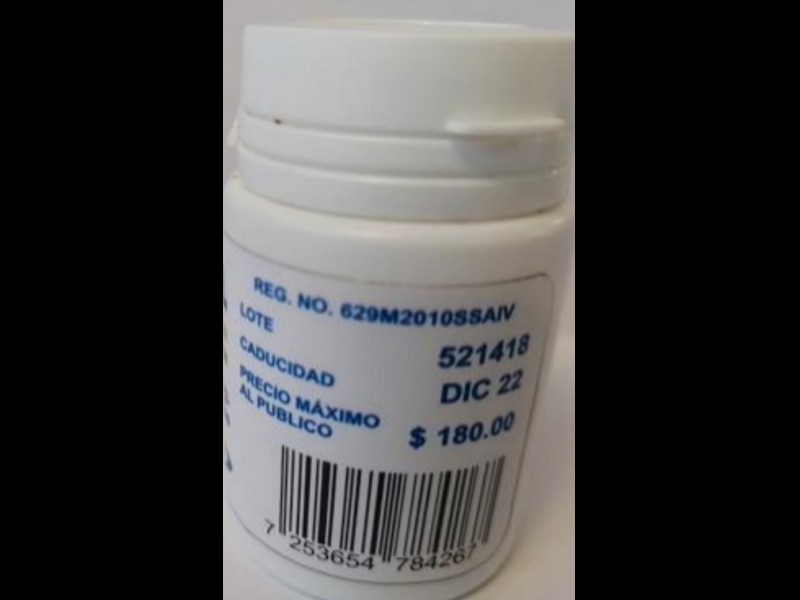 REG. NO. 629M2010SSAIV
LOTE 521418
CADUCIDAD DIC 22
PRECIO MÁXIMO
AL PUBLICO $ 180.00
7 253654 784267